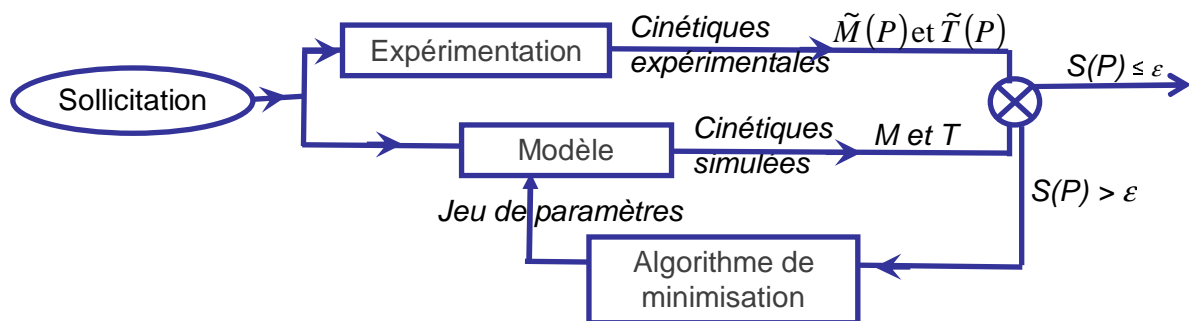 Sollicitation
Expérimentation
Cinétiques
expérimentales
M̃(P) et T̃(P)
S(P) ≤ ε
Modèle
Cinétiques
simulées
M et T
S(P) > ε
Jeu de paramètres
Algorithme de
minimisation